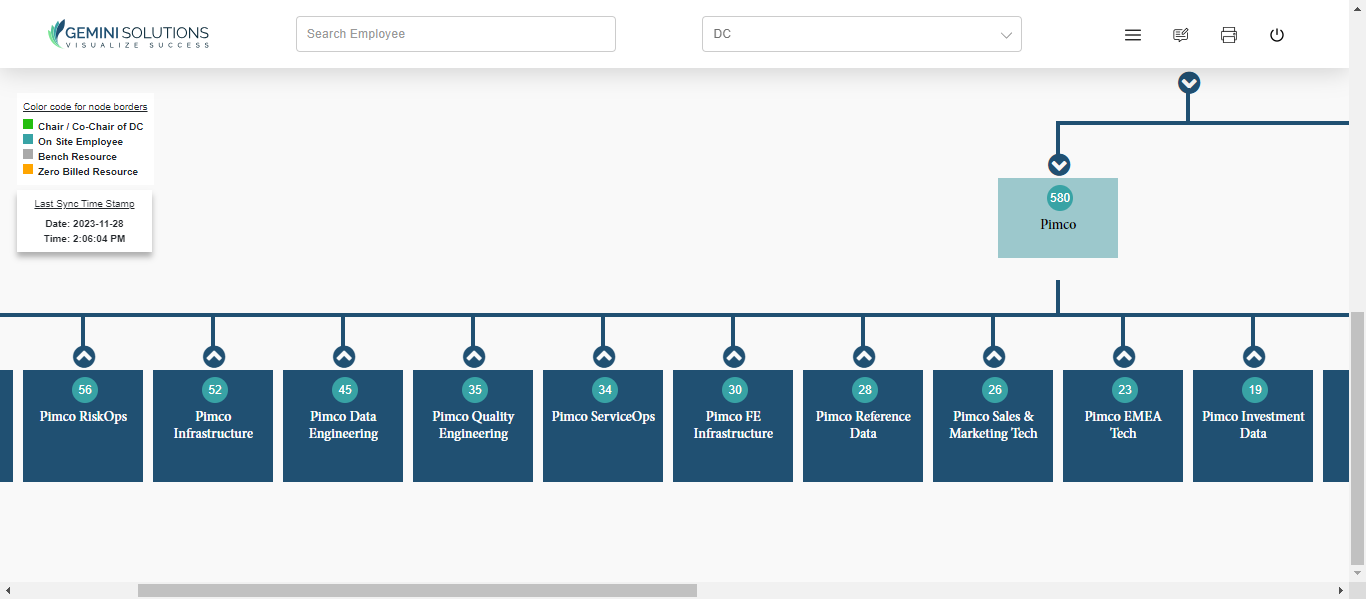 GEMINI SOLUTIONS
VISUALIZE SUCCESS
Search Employee
DC
Color code for node borders
Chair / Co-Chair of DC
On Site Employee
Bench Resource
Zero Billed Resource
Last Sync Time Stamp
Date: 2023-11-28
Time: 2:06:04 PM
580
Pimco
56
Pimco RiskOps
52
Pimco
Infrastructure
45
Pimco Data
Engineering
35
Pimco Quality
Engineering
34
Pimco ServiceOps
30
Pimco FE
Infrastructure
28
Pimco Reference
Data
26
Pimco Sales &
Marketing Tech
23
Pimco EMEA
Tech
19
Pimco Investment
Data